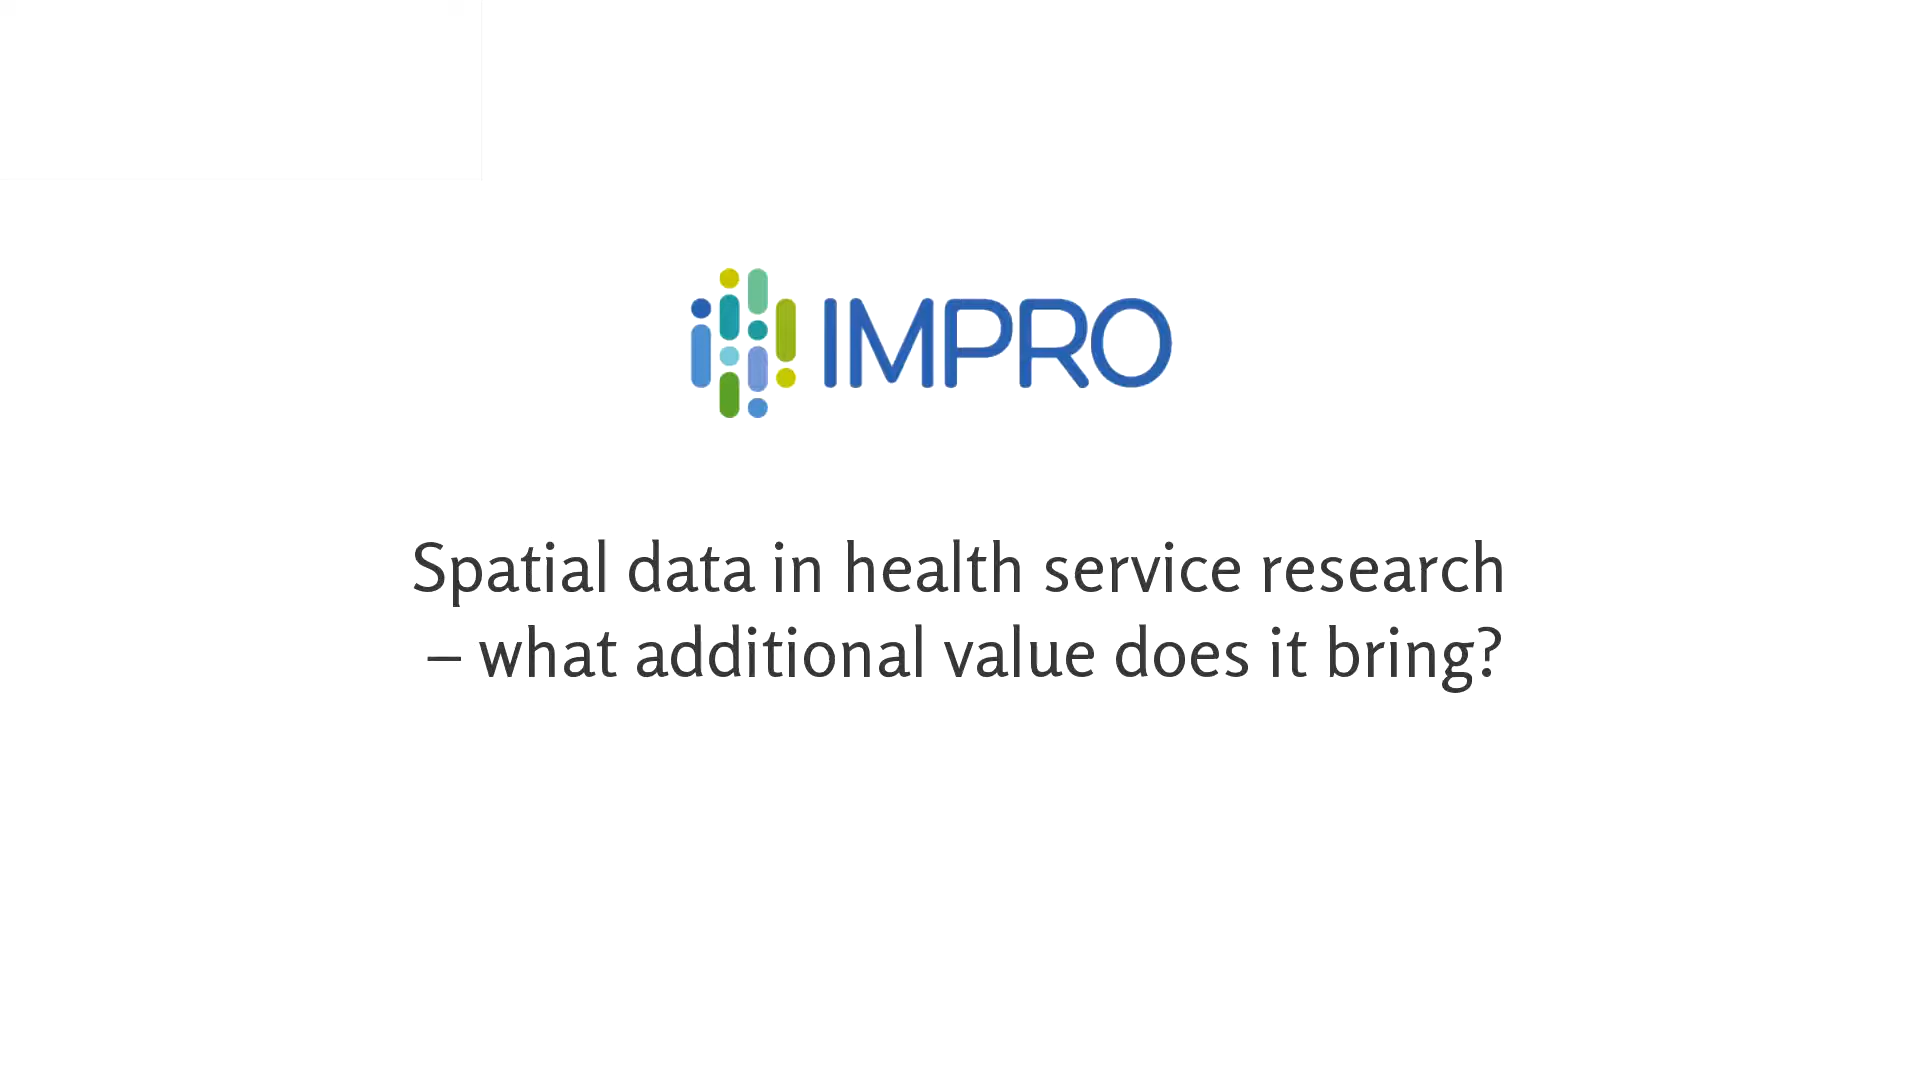 IMPRO
Spatial data in health service research
– what additional value does it bring?